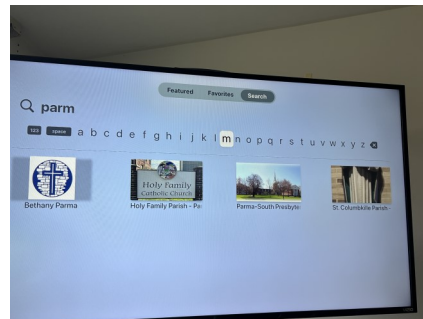 Featured Favorites Search
parm
123 space a b c d e f g h i j k l m n o p q r s t u v w x y z
Holy Family
Catholic Church
Bethany Parma Holy Family Parish - Pa- Parma-South Presbyte- St. Columbkille Parish -